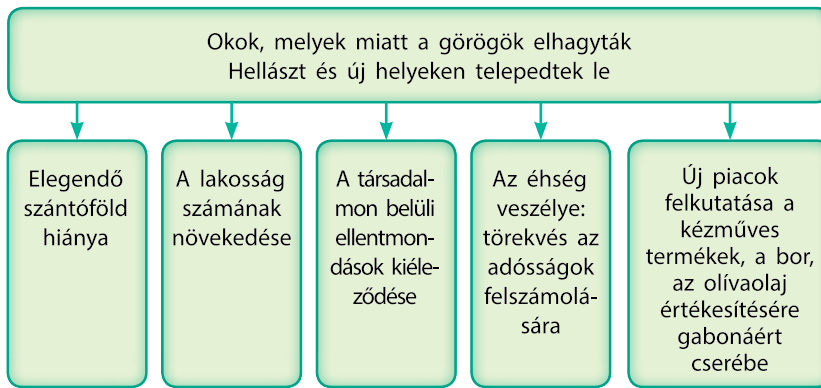 Okok, melyek miatt a görögök elhagyták
Hellászt és új helyeken telepedtek le
Elegendő
szántóföld
hiánya
A lakosság
számának
növekedése
A társadal-
mon belüli
ellentmon-
dások kiéle-
ződése
Az éhség
veszélye:
törekvés az
adósságok
felszámolá-
sára
Új piacok
felkutatása a
kézműves
termékek, a bor,
az olívaolaj
értékesítésére
gabonáért
cserébe